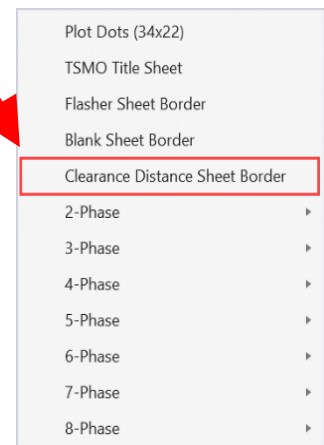 Plot Dots (34x22)
TSMO Title Sheet
Flasher Sheet Border
Blank Sheet Border
Clearance Distance Sheet Border
2-Phase
3-Phase
4-Phase
5-Phase
6-Phase
7-Phase
8-Phase